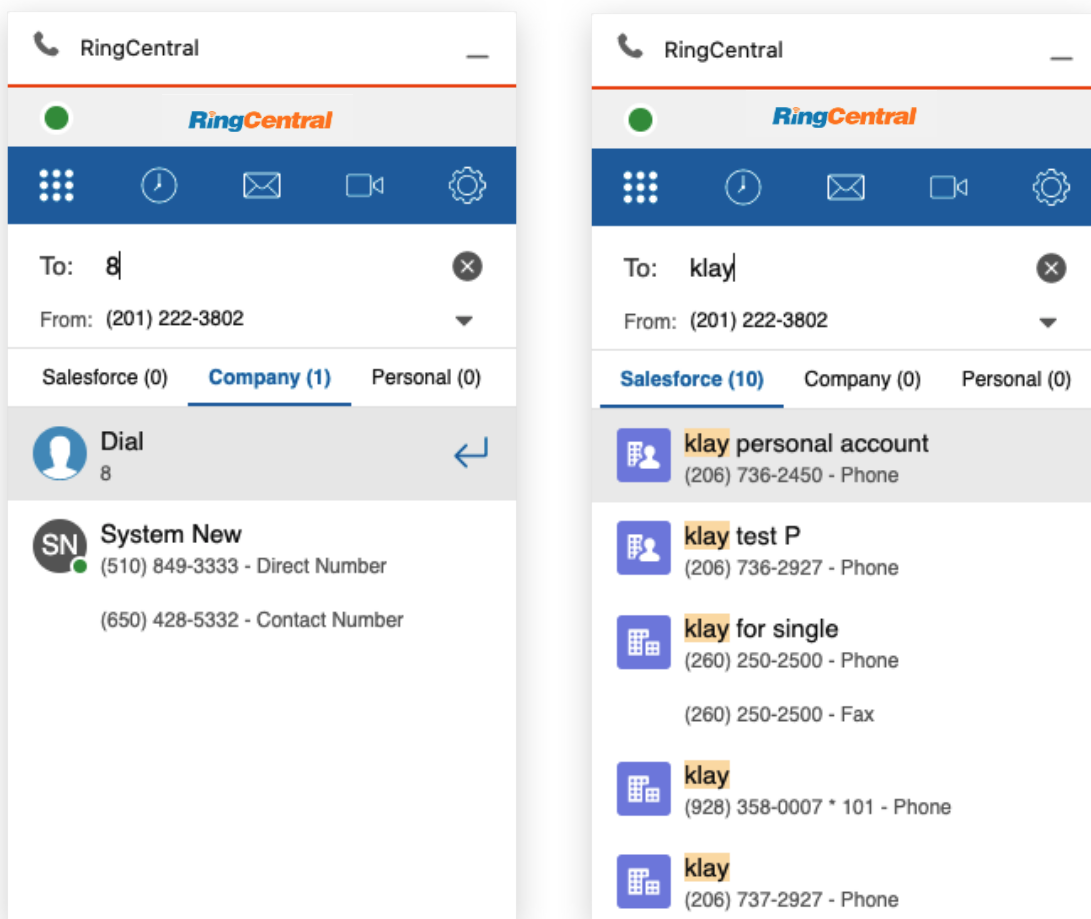 RingCentral
RingCentral
To: 8
From: (201) 222-3802
Salesforce (0) Company (1) Personal (0)
Dial
8
SN
System New
(510) 849-3333 - Direct Number
(650) 428-5332 - Contact Number
RingCentral
RingCentral
To: klay
From: (201) 222-3802
Salesforce (10) Company (0) Personal (0)
klay personal account
(206) 736-2450 - Phone
klay test P
(206) 736-2927 - Phone
klay for single
(260) 250-2500 - Phone
(260) 250-2500 - Fax
klay
(928) 358-0007 * 101 - Phone
klay
(206) 737-2927 - Phone